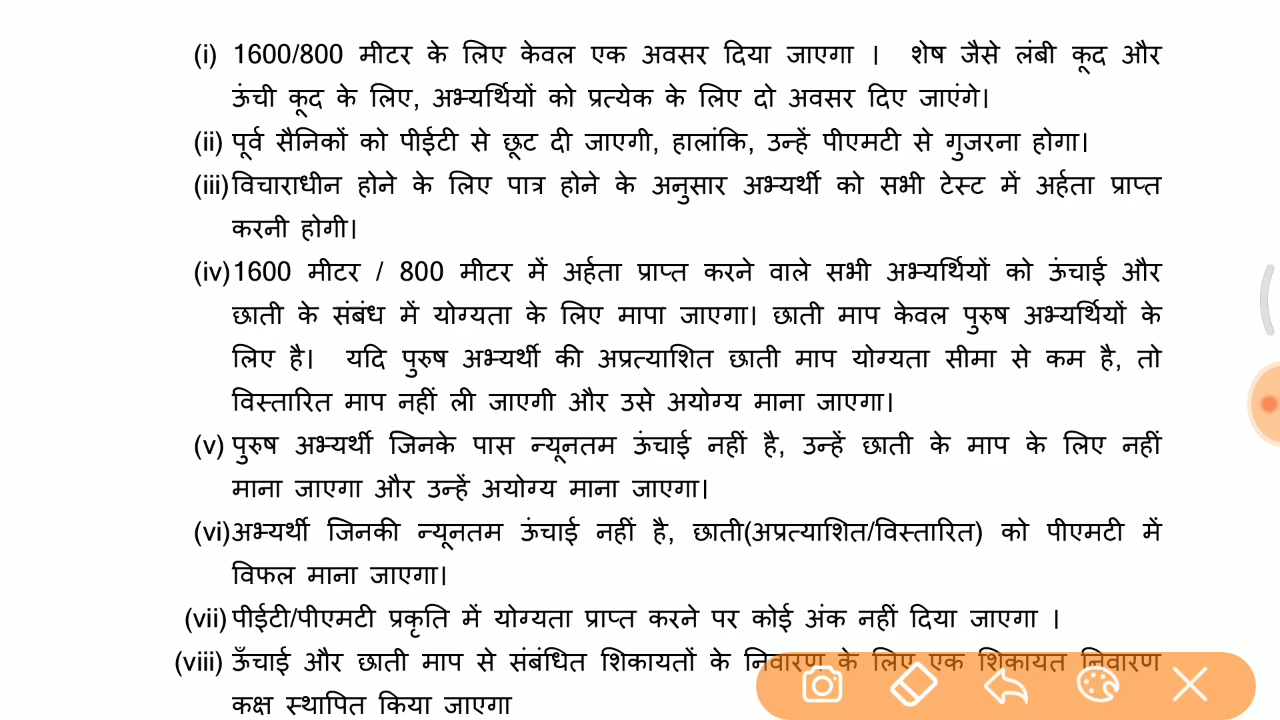 (i) 1600/800 मीटर के लिए केवल एक अवसर दिया जाएगा । शेष जैसे लंबी कूद और
ऊंची कूद के लिए, अभ्यर्थियों को प्रत्येक के लिए दो अवसर दिए जाएंगे।
(ii) पूर्व सैनिकों को पीईटी से छूट दी जाएगी, हालांकि, उन्हें पीएमटी से गुजरना होगा।
(iii) विचाराधीन होने के लिए पात्र होने के अनुसार अभ्यर्थी को सभी टेस्ट में अर्हता प्राप्त
करनी होगी।
(iv) 1600 मीटर / 800 मीटर में अर्हता प्राप्त करने वाले सभी अभ्यर्थियों को ऊंचाई और
छाती के संबंध में योग्यता के लिए मापा जाएगा। छाती माप केवल पुरुष अभ्यर्थियों के
लिए है। यदि पुरुष अभ्यर्थी की अप्रत्याशित छाती माप योग्यता सीमा से कम है, तो
विस्तारित माप नहीं ली जाएगी और उसे अयोग्य माना जाएगा।
(v) पुरुष अभ्यर्थी जिनके पास न्यूनतम ऊंचाई नहीं है, उन्हें छाती के माप के लिए नहीं
माना जाएगा और उन्हें अयोग्य माना जाएगा।
(vi) अभ्यर्थी जिनकी न्यूनतम ऊंचाई नहीं है, छाती(अप्रत्याशित/विस्तारित) को पीएमटी में
विफल माना जाएगा।
(vii) पीईटी/पीएमटी प्रकृति में योग्यता प्राप्त करने पर कोई अंक नहीं दिया जाएगा ।
(viii) ऊँचाई और छाती माप से संबंधित शिकायतों के निवारण के लिए एक शिकायत निवारण
कक्ष स्थापित किया जाएगा